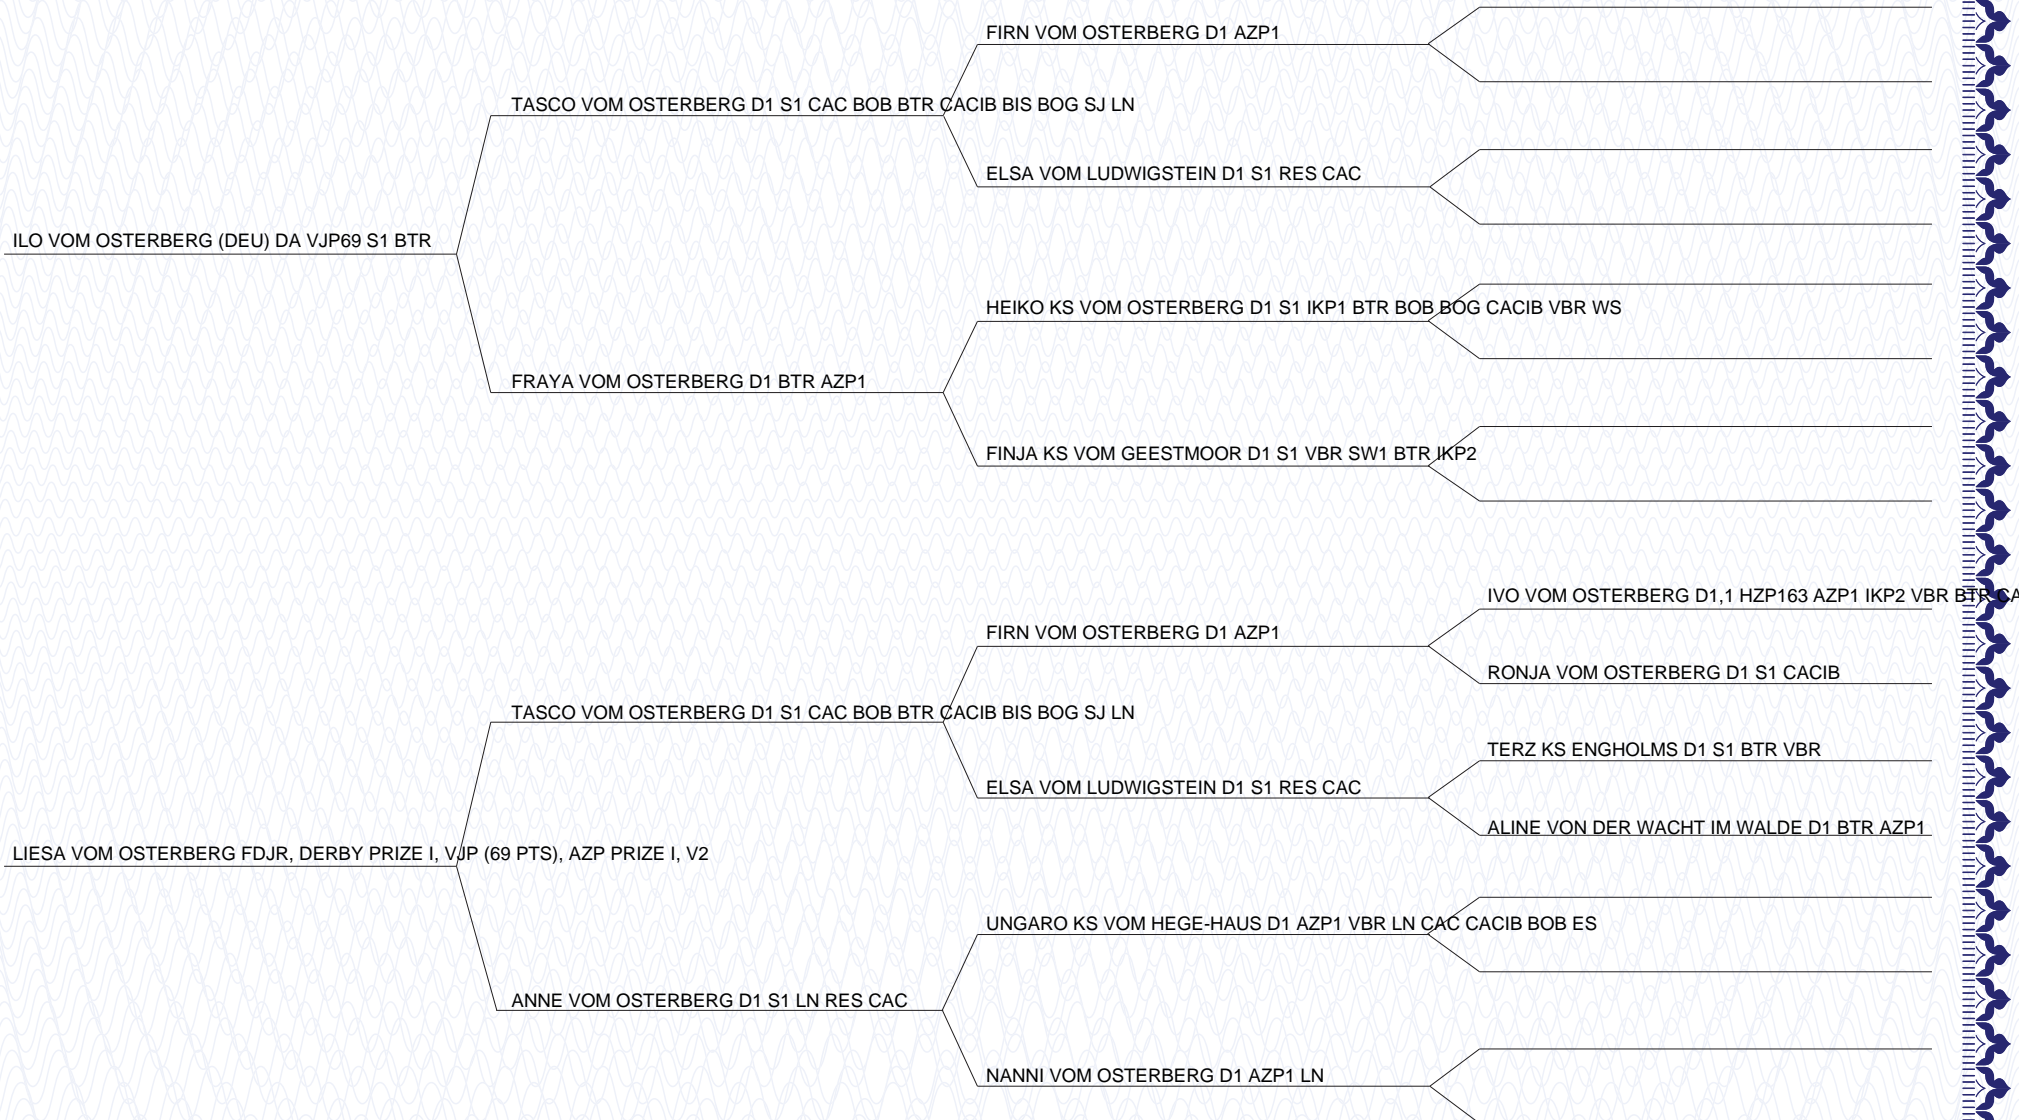 FIRN VOM OSTERBERG D1 AZP1
TASCO VOM OSTERBERG D1 S1 CAC BOB BTR CACIB BIS BOG SJ LN
ELSA VOM LUDWIGSTEIN D1 S1 RES CAC
ILO VOM OSTERBERG (DEU) DA VJP69 S1 BTR
HEIKO KS VOM OSTERBERG D1 S1 IKP1 BTR BOB BOG CACIB VBR WS
FRAYA VOM OSTERBERG D1 BTR AZP1
FINJA KS VOM GEESTMOOR D1 S1 VBR SW1 BTR IKP2
IVO VOM OSTERBERG D1,1 HZP163 AZP1 IKP2 VBR BTR CA
FIRN VOM OSTERBERG D1 AZP1
RONJA VOM OSTERBERG D1 S1 CACIB
TASCO VOM OSTERBERG D1 S1 CAC BOB BTR CACIB BIS BOG SJ LN
TERZ KS ENGHOLMS D1 S1 BTR VBR
ELSA VOM LUDWIGSTEIN D1 S1 RES CAC
ALINE VON DER WACHT IM WALDE D1 BTR AZP1
LIESA VOM OSTERBERG FDJR, DERBY PRIZE I, VJP (69 PTS), AZP PRIZE I, V2
UNGARO KS VOM HEGE-HAUS D1 AZP1 VBR LN CAC CACIB BOB ES
ANNE VOM OSTERBERG D1 S1 LN RES CAC
NANNI VOM OSTERBERG D1 AZP1 LN